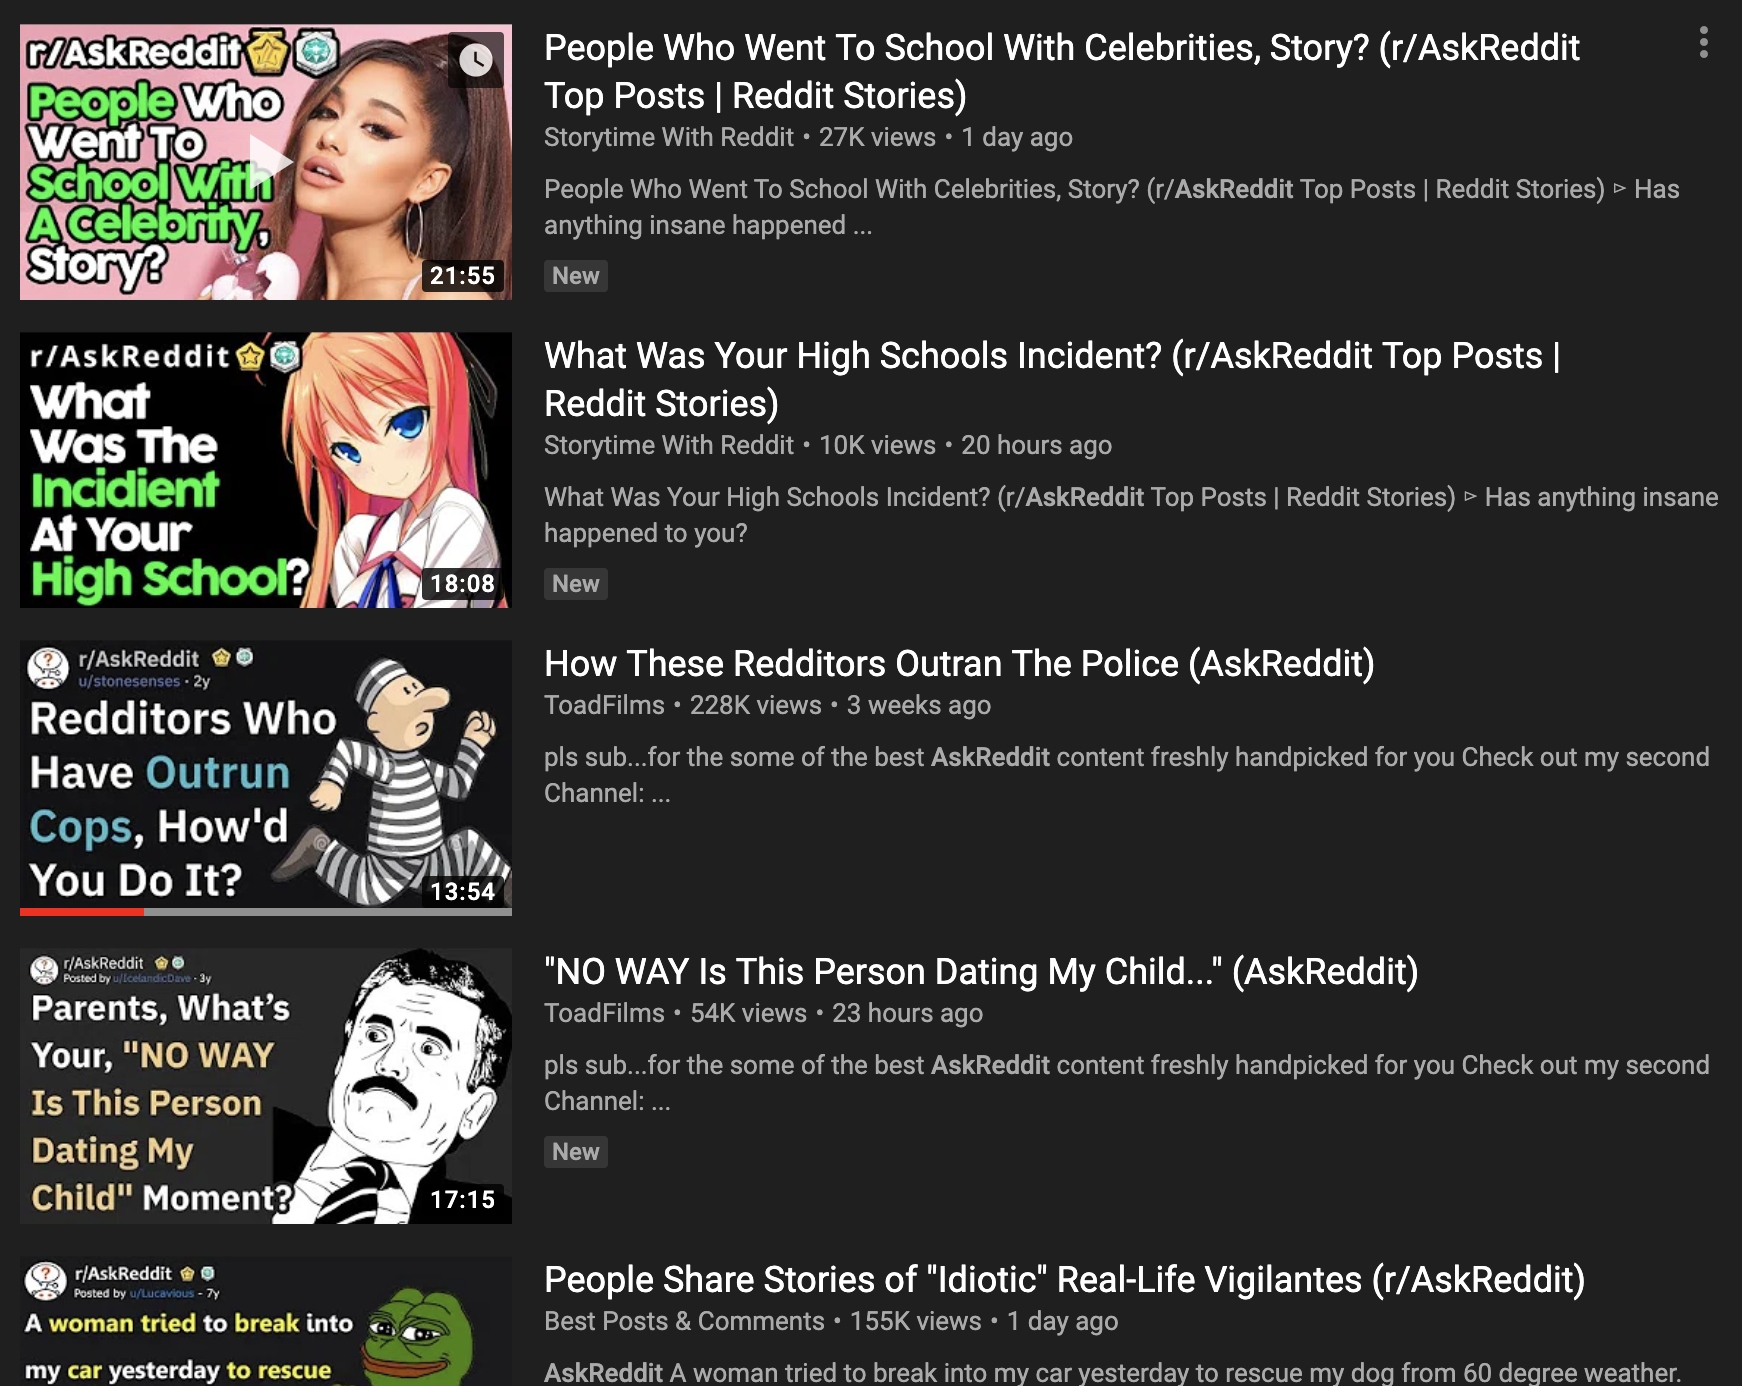 r/AskReddit
People Who
Went To
School With
A Celebrity,
Story?
21:55
People Who Went To School With Celebrities, Story? (r/AskReddit
Top Posts | Reddit Stories)
Storytime With Reddit • 27K views • 1 day ago
People Who Went To School With Celebrities, Story? (r/AskReddit Top Posts | Reddit Stories) ▻ Has
anything insane happened ...
New
r/AskReddit
What
Was The
Incidient
At Your
High School?
18:08
What Was Your High Schools Incident? (r/AskReddit Top Posts |
Reddit Stories)
Storytime With Reddit • 10K views • 20 hours ago
What Was Your High Schools Incident? (r/AskReddit Top Posts | Reddit Stories) ▻ Has anything insane
happened to you?
New
r/AskReddit
u/stonesenses · 2y
Redditors Who
Have Outrun
Cops, How'd
You Do It?
13:54
How These Redditors Outran The Police (AskReddit)
ToadFilms • 228K views • 3 weeks ago
pls sub...for the some of the best AskReddit content freshly handpicked for you Check out my second
Channel: ...
r/AskReddit
Posted by u/IcelandicDave · 3y
Parents, What's
Your, "NO WAY
Is This Person
Dating My
Child" Moment?
17:15
"NO WAY Is This Person Dating My Child..." (AskReddit)
ToadFilms • 54K views • 23 hours ago
pls sub...for the some of the best AskReddit content freshly handpicked for you Check out my second
Channel: ...
New
r/AskReddit
Posted by u/Lucavious - 7y
A woman tried to break into
my car yesterday to rescue
People Share Stories of "Idiotic" Real-Life Vigilantes (r/AskReddit)
Best Posts & Comments • 155K views • 1 day ago
AskReddit A woman tried to break into my car yesterday to rescue my dog from 60 degree weather.